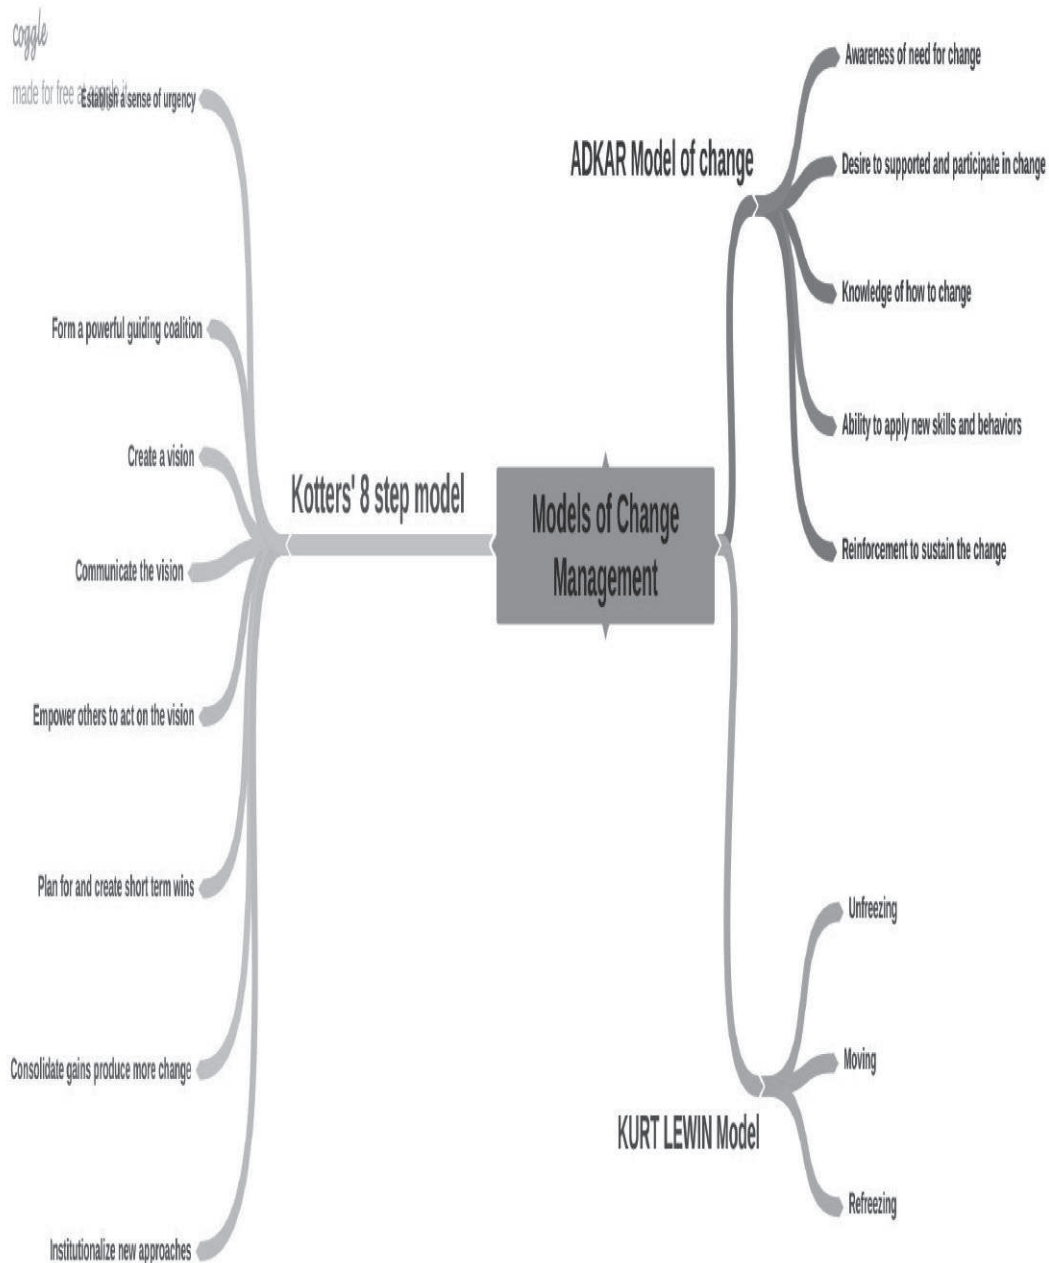 coggle
made for free at coggle.it
Establish a sense of urgency
Form a powerful guiding coalition
Create a vision
Communicate the vision
Empower others to act on the vision
Plan for and create short term wins
Consolidate gains produce more change
Institutionalize new approaches
Kotters' 8 step model
Models of Change
Management
ADKAR Model of change
Awareness of need for change
Desire to supported and participate in change
Knowledge of how to change
Ability to apply new skills and behaviors
Reinforcement to sustain the change
KURT LEWIN Model
Unfreezing
Moving
Refreezing